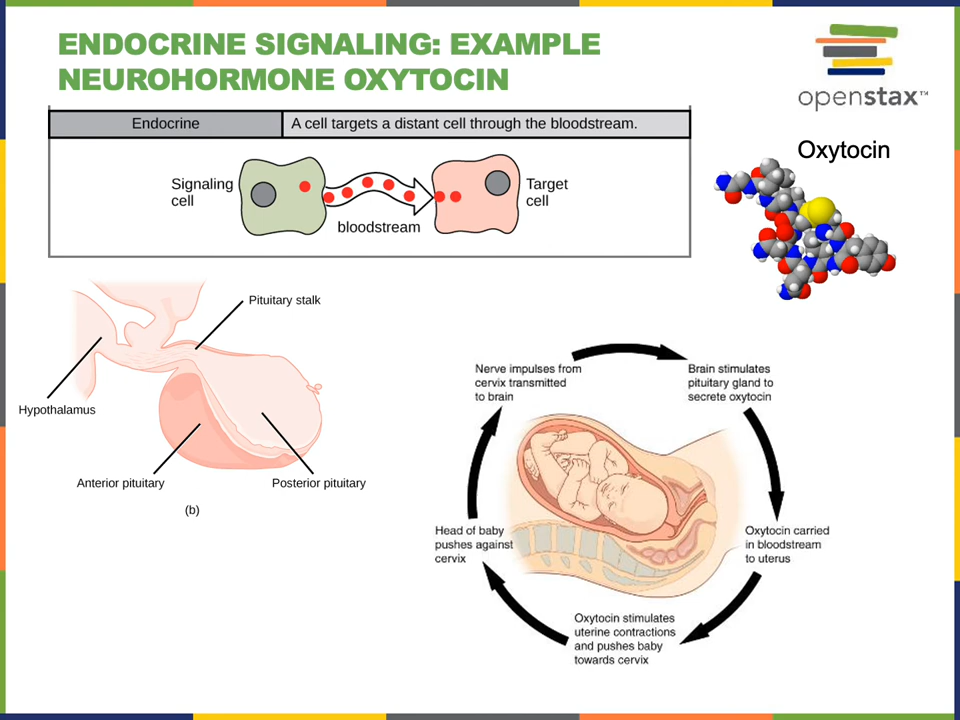 ENDOCRINE SIGNALING: EXAMPLE
NEUROHORMONE OXYTOCIN
openstax™
Endocrine
A cell targets a distant cell through the bloodstream.
Signaling
cell
bloodstream
Target
cell
Oxytocin
Pituitary stalk
Hypothalamus
Anterior pituitary
Posterior pituitary
(b)
Nerve impulses from
cervix transmitted
to brain
Brain stimulates
pituitary gland to
secrete oxytocin
Oxytocin carried
in bloodstream
to uterus
Oxytocin stimulates
uterine contractions
and pushes baby
towards cervix
Head of baby
pushes against
cervix